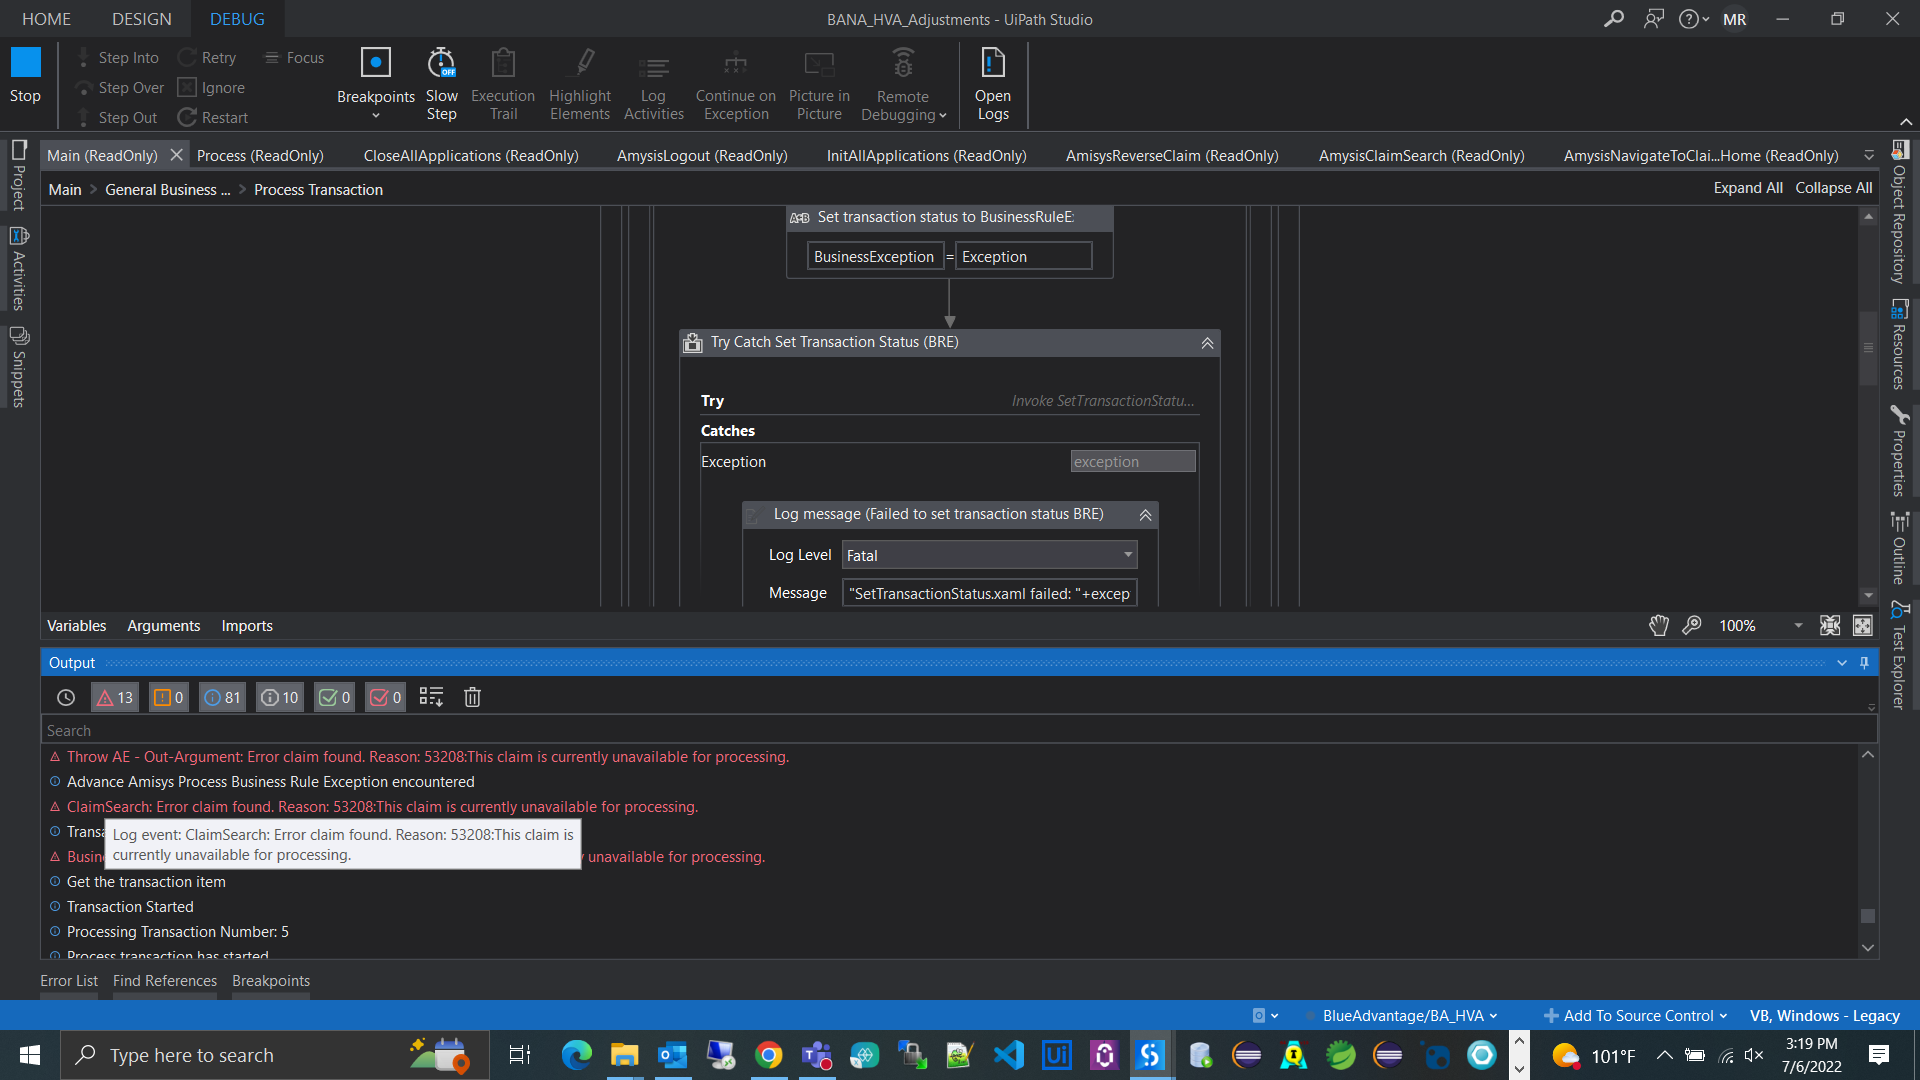 HOME DESIGN DEBUG
BANA_HVA_Adjustments - UiPath Studio
MR
Stop
Step Into
Step Over
Step Out
Retry
Ignore
Restart
Focus
Breakpoints
Slow Step
OFF
Execution Trail
Highlight Elements
Log Activities
Continue on Exception
Picture in Picture
Remote Debugging
Open Logs
Main (ReadOnly)
Process (ReadOnly)
CloseAllApplications (ReadOnly)
AmysisLogout (ReadOnly)
InitAllApplications (ReadOnly)
AmisysReverseClaim (ReadOnly)
AmysisClaimSearch (ReadOnly)
AmysisNavigateToClai...Home (ReadOnly)
Main > General Business ... > Process Transaction
Expand All Collapse All
Project
Activities
Snippets
Object Repository
Resources
Properties
Outline
Test Explorer
A↔B Set transaction status to BusinessRuleE
BusinessException = Exception
Try Catch Set Transaction Status (BRE)
Try
Invoke SetTransactionStatu...
Catches
Exception
exception
Log message (Failed to set transaction status BRE)
Log Level Fatal
Message "SetTransactionStatus.xaml failed: "+excep
Variables Arguments Imports
100%
Output
13 0 81 10 0 0
Search
Throw AE - Out-Argument: Error claim found. Reason: 53208:This claim is currently unavailable for processing.
Advance Amisys Process Business Rule Exception encountered
ClaimSearch: Error claim found. Reason: 53208:This claim is currently unavailable for processing.
Transa
Log event: ClaimSearch: Error claim found. Reason: 53208:This claim is
currently unavailable for processing.
Busin
unavailable for processing.
Get the transaction item
Transaction Started
Processing Transaction Number: 5
Process transaction has started
Error List Find References Breakpoints
BlueAdvantage/BA_HVA
Add To Source Control
VB, Windows - Legacy
Type here to search
Ui
101°F
3:19 PM
7/6/2022